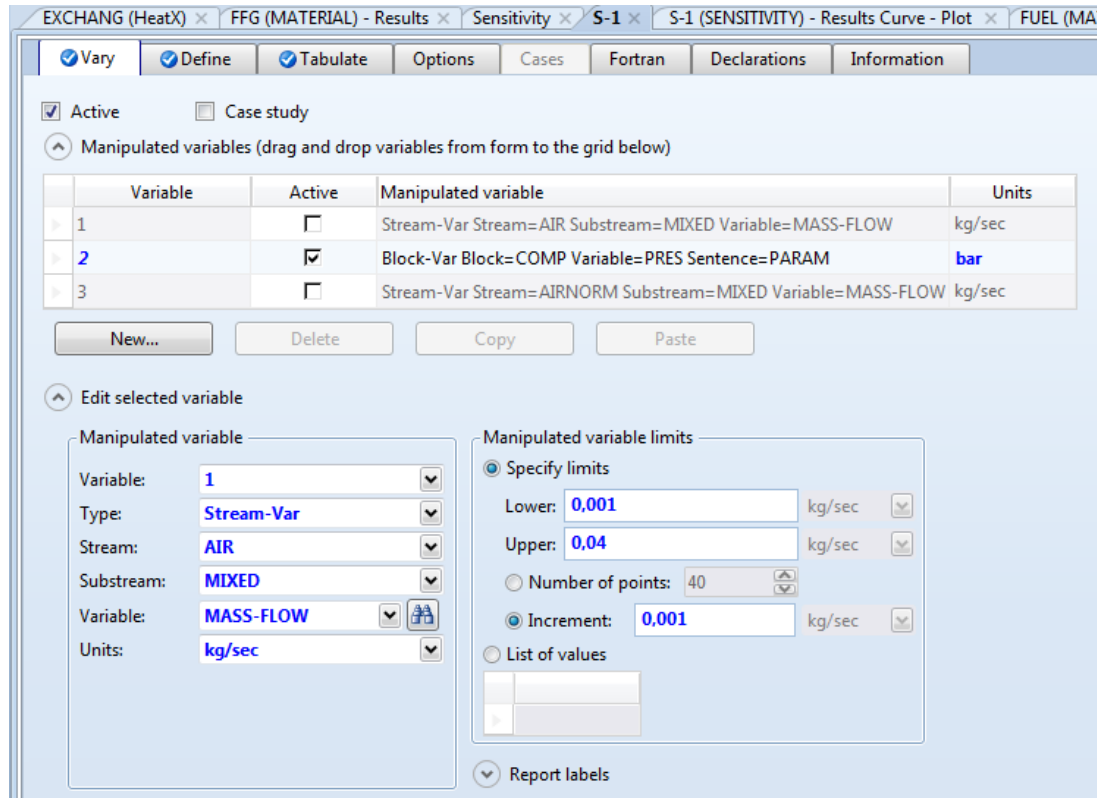 EXCHANG (HeatX) FFG (MATERIAL) - Results Sensitivity S-1 S-1 (SENSITIVITY) - Results Curve - Plot FUEL (MA
Vary Define Tabulate Options Cases Fortran Declarations Information
Active Case study
Manipulated variables (drag and drop variables from form to the grid below)
Variable Active Manipulated variable Units
1 Stream-Var Stream=AIR Substream=MIXED Variable=MASS-FLOW kg/sec
2 Block-Var Block=COMP Variable=PRES Sentence=PARAM bar
3 Stream-Var Stream=AIRNORM Substream=MIXED Variable=MASS-FLOW kg/sec
New... Delete Copy Paste
Edit selected variable
Manipulated variable
Variable: 1
Type: Stream-Var
Stream: AIR
Substream: MIXED
Variable: MASS-FLOW
Units: kg/sec
Manipulated variable limits
Specify limits
Lower: 0,001 kg/sec
Upper: 0,04 kg/sec
Number of points: 40
Increment: 0,001 kg/sec
List of values
Report labels